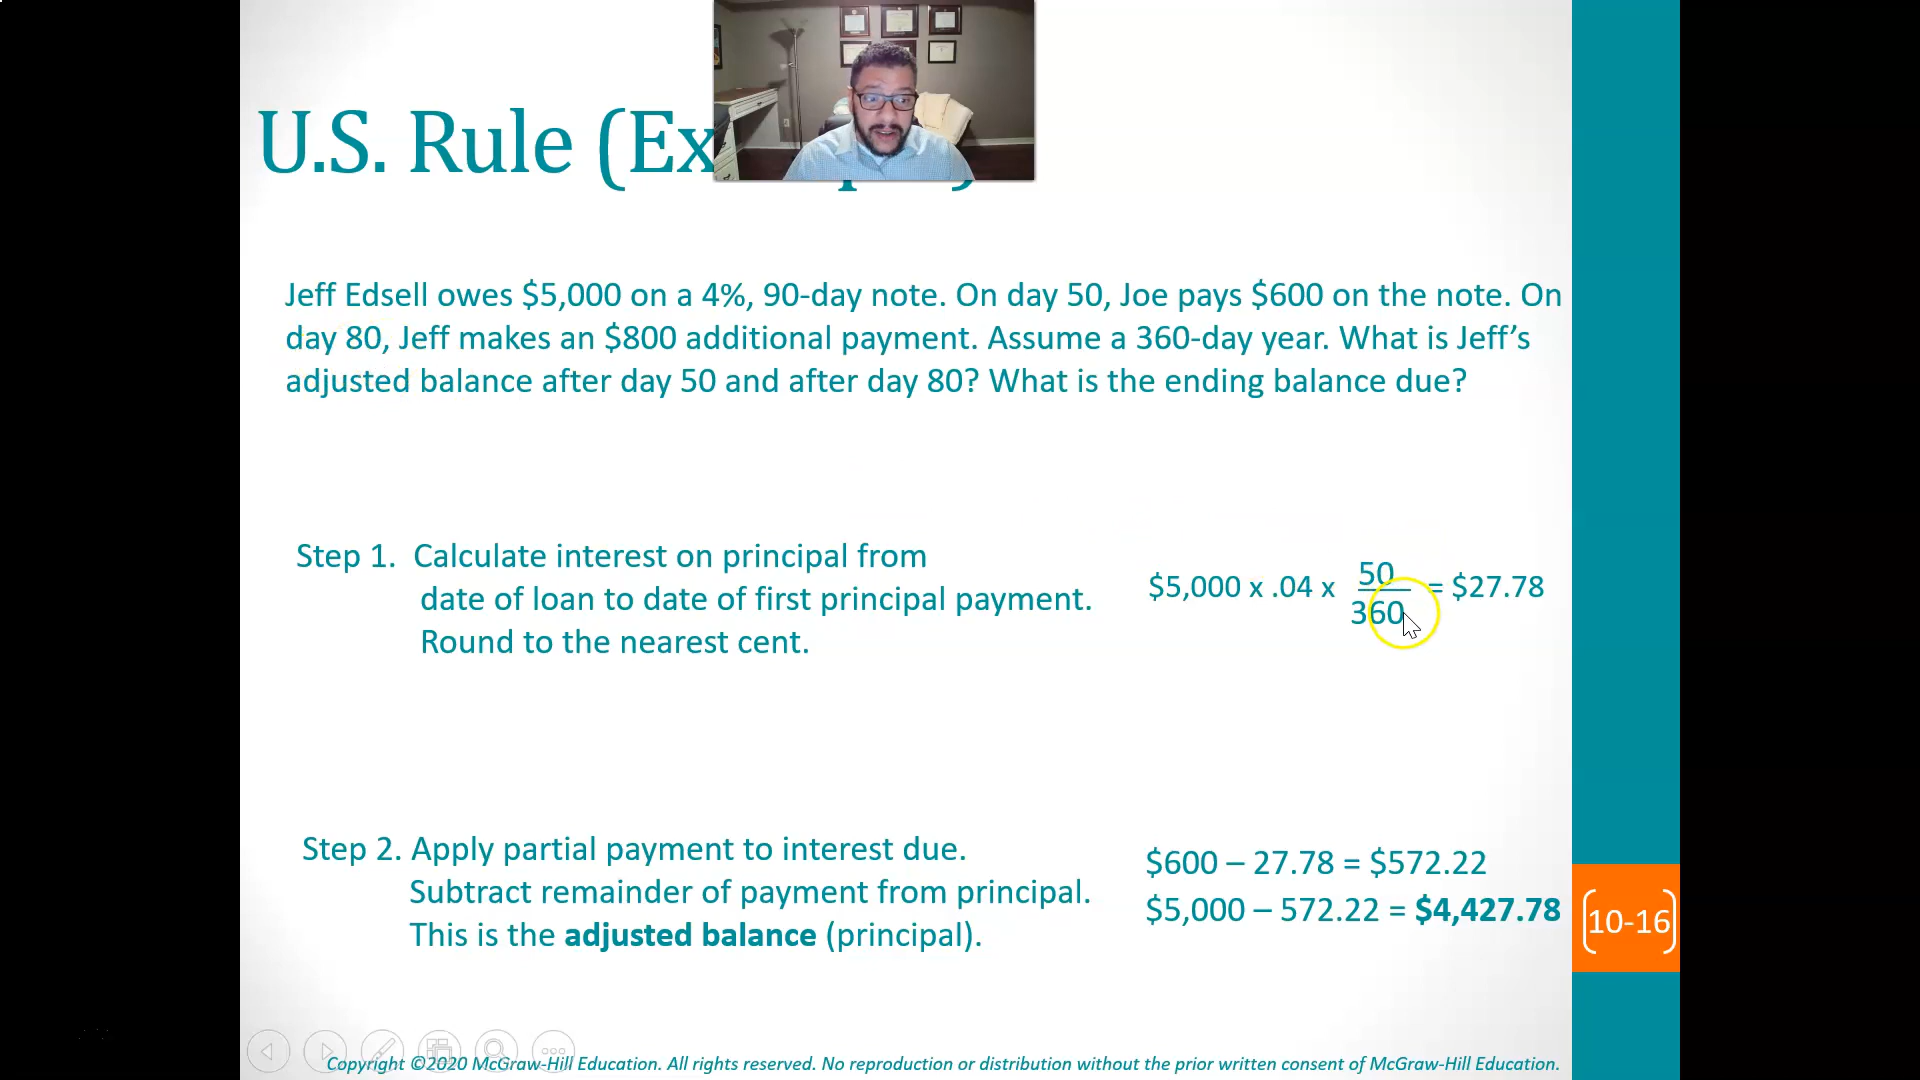 U.S. Rule (Ex
Jeff Edsell owes $5,000 on a 4%, 90-day note. On day 50, Joe pays $600 on the note. On
day 80, Jeff makes an $800 additional payment. Assume a 360-day year. What is Jeff’s
adjusted balance after day 50 and after day 80? What is the ending balance due?
Step 1. Calculate interest on principal from
date of loan to date of first principal payment.
Round to the nearest cent.
$5,000 x .04 x 50 = $27.78
360
Step 2. Apply partial payment to interest due.
Subtract remainder of payment from principal.
This is the adjusted balance (principal).
$600 – 27.78 = $572.22
$5,000 – 572.22 = $4,427.78
10-16
Copyright ©2020 McGraw-Hill Education. All rights reserved. No reproduction or distribution without the prior written consent of McGraw-Hill Education.